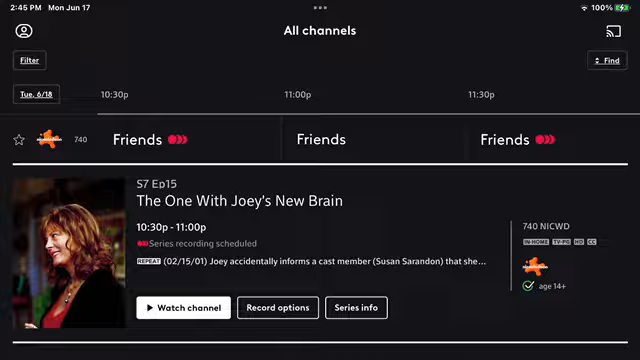 2:45 PM Mon Jun 17
100%
All channels
Filter
Find
Tue, 6/18
10:30p 11:00p 11:30p
740 Friends Friends Friends
S7 Ep15
The One With Joey's New Brain
10:30p - 11:00p
Series recording scheduled
REPEAT (02/15/01) Joey accidentally informs a cast member (Susan Sarandon) that she...
Watch channel Record options Series info
740 NICWD
IN-HOME TV-PG HD CC
age 14+